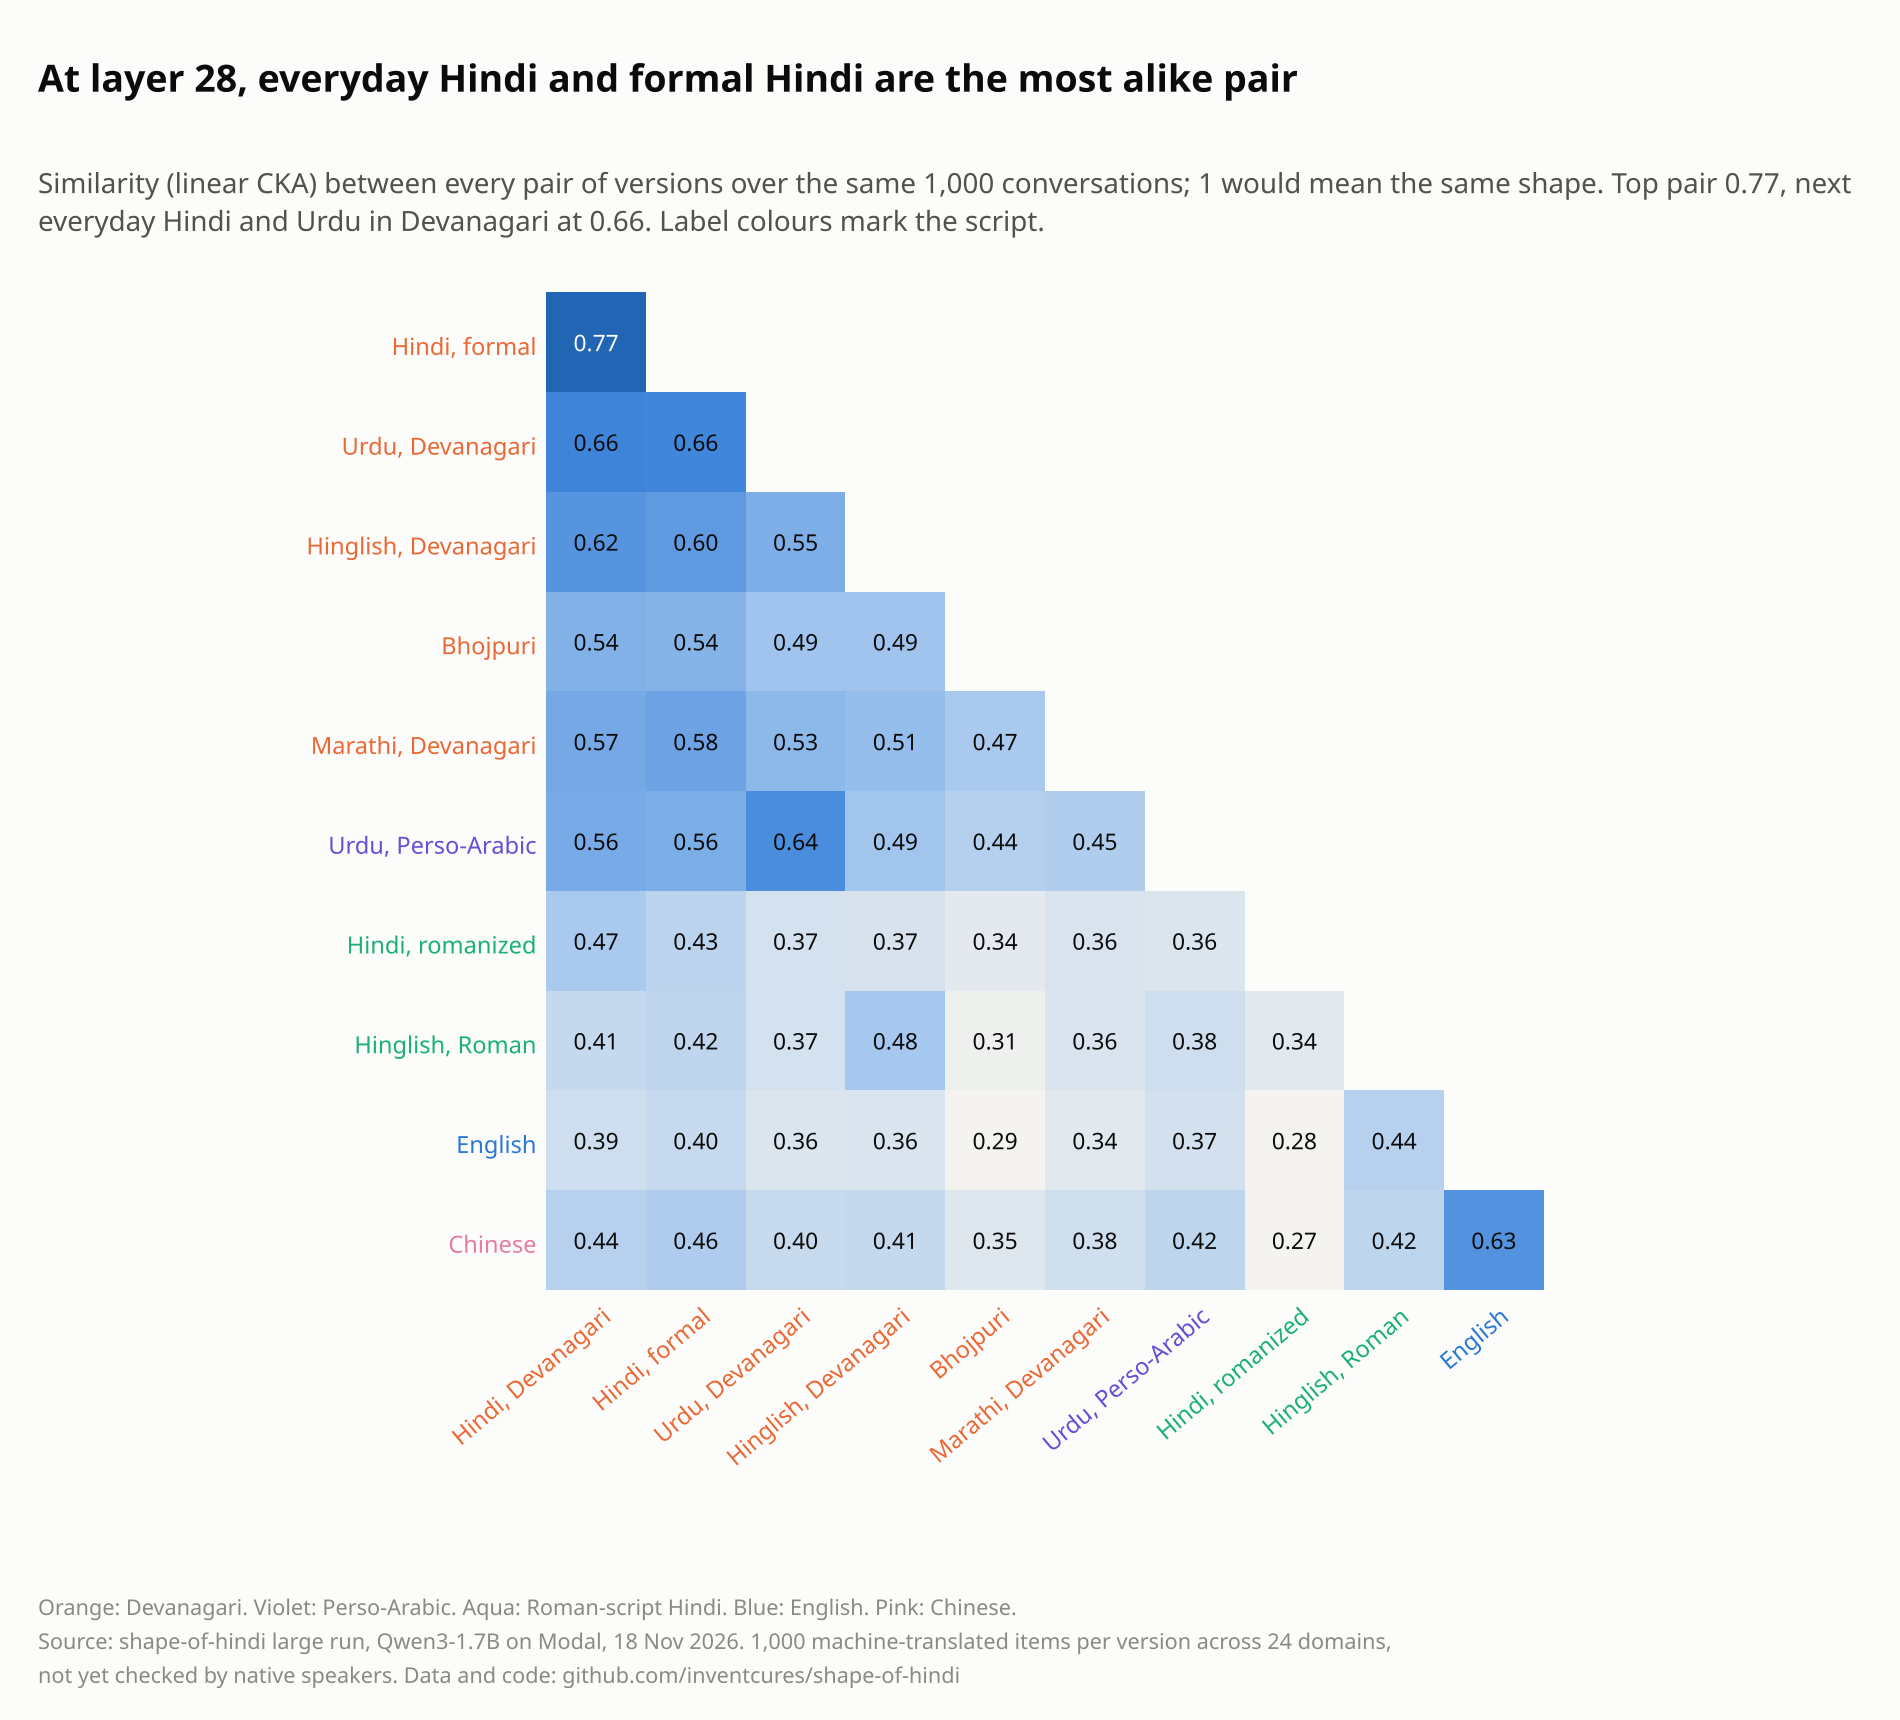 At layer 28, everyday Hindi and formal Hindi are the most alike pair
Similarity (linear CKA) between every pair of versions over the same 1,000 conversations; 1 would mean the same shape. Top pair 0.77, next
everyday Hindi and Urdu in Devanagari at 0.66. Label colours mark the script.
Hindi, formal 0.77
Urdu, Devanagari 0.66 0.66
Hinglish, Devanagari 0.62 0.60 0.55
Bhojpuri 0.54 0.54 0.49 0.49
Marathi, Devanagari 0.57 0.58 0.53 0.51 0.47
Urdu, Perso-Arabic 0.56 0.56 0.64 0.49 0.44 0.45
Hindi, romanized 0.47 0.43 0.37 0.37 0.34 0.36 0.36
Hinglish, Roman 0.41 0.42 0.37 0.48 0.31 0.36 0.38 0.34
English 0.39 0.40 0.36 0.36 0.29 0.34 0.37 0.28 0.44
Chinese 0.44 0.46 0.40 0.41 0.35 0.38 0.42 0.27 0.42 0.63
Hindi, Devanagari
Hindi, formal
Urdu, Devanagari
Hinglish, Devanagari
Bhojpuri
Marathi, Devanagari
Urdu, Perso-Arabic
Hindi, romanized
Hinglish, Roman
English
Orange: Devanagari. Violet: Perso-Arabic. Aqua: Roman-script Hindi. Blue: English. Pink: Chinese.
Source: shape-of-hindi large run, Qwen3-1.7B on Modal, 18 Nov 2026. 1,000 machine-translated items per version across 24 domains,
not yet checked by native speakers. Data and code: github.com/inventcures/shape-of-hindi